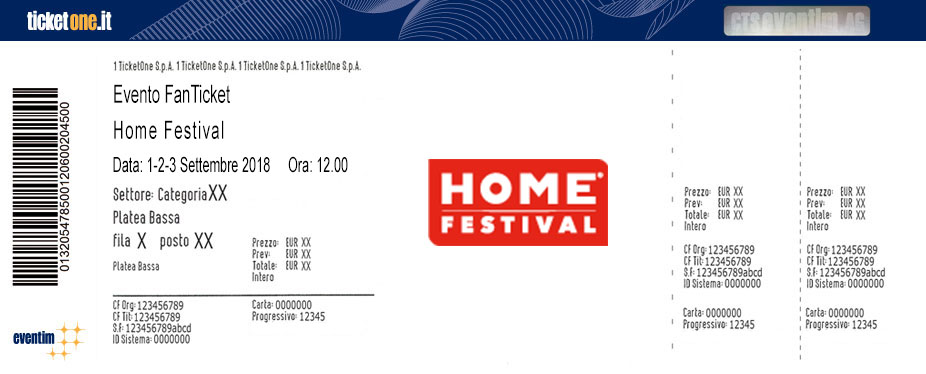 ticketone.it
ctseventim AG
1 TicketOne S.p.A. 1 TicketOne S.p.A. 1 TicketOne S.p.A. 1 TicketOne S.p.A.
Evento FanTicket
Home Festival
Data: 1-2-3 Settembre 2018 Ora: 12.00
Settore: Categoria XX
Platea Bassa
fila X posto XX
Platea Bassa
Prezzo: EUR XX
Prev: EUR XX
Totale: EUR XX
Intero
CF Org: 123456789
CF Tit: 123456789
S.F: 123456789abcd
ID Sistema: 0000000
Carta: 0000000
Progressivo: 12345
0132054785001206002045​00
eventim
HOME
FESTIVAL
Prezzo: EUR XX
Prev: EUR XX
Totale: EUR XX
Intero
CF Org: 123456789
CF Tit: 123456789
S.F: 123456789abcd
ID Sistema: 0000000
Carta: 0000000
Progressivo: 12345
Prezzo: EUR XX
Prev: EUR XX
Totale: EUR XX
Intero
CF Org: 123456789
CF Tit: 123456789
S.F: 123456789abcd
ID Sistema: 0000000
Carta: 0000000
Progressivo: 12345